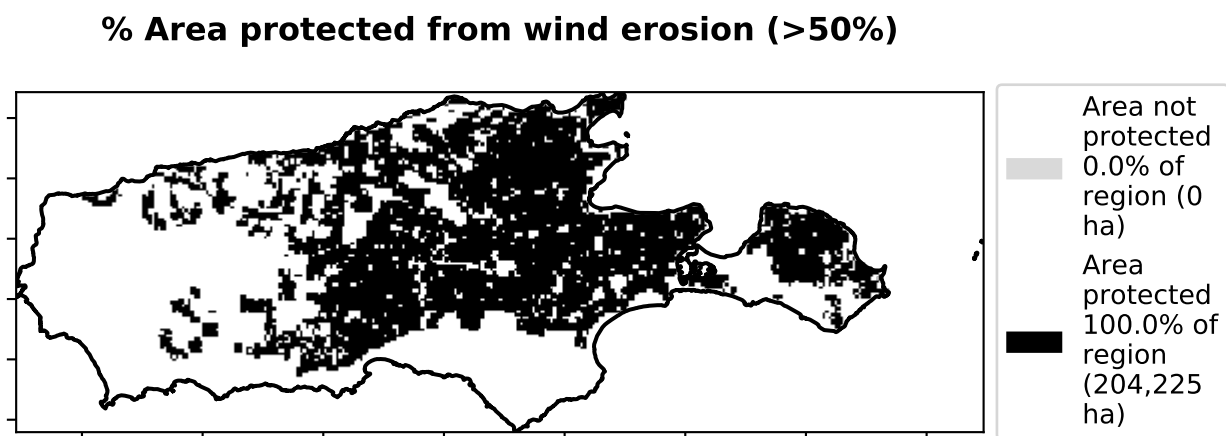 % Area protected from wind erosion (>50%)
Area not
protected
0.0% of
region (0
ha)
Area
protected
100.0% of
region
(204,225
ha)